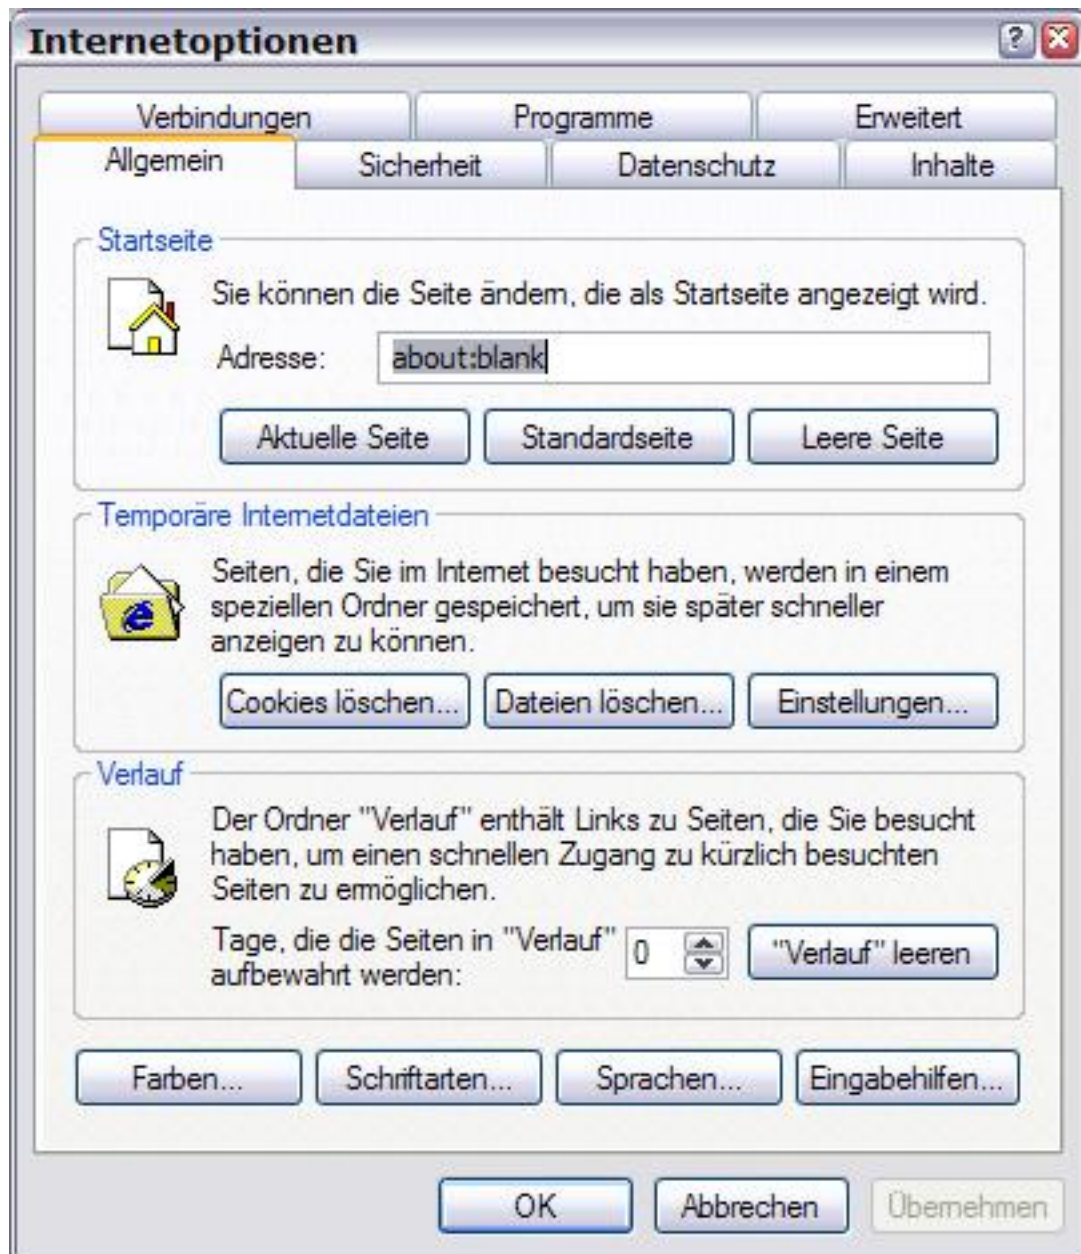 Internetoptionen
Verbindungen Programme Erweitert
Allgemein Sicherheit Datenschutz Inhalte
Startseite
Sie können die Seite ändern, die als Startseite angezeigt wird.
Adresse: about:blank
Aktuelle Seite Standardseite Leere Seite
Temporäre Internetdateien
Seiten, die Sie im Internet besucht haben, werden in einem
speziellen Ordner gespeichert, um sie später schneller
anzeigen zu können.
Cookies löschen... Dateien löschen... Einstellungen...
Verlauf
Der Ordner "Verlauf" enthält Links zu Seiten, die Sie besucht
haben, um einen schnellen Zugang zu kürzlich besuchten
Seiten zu ermöglichen.
Tage, die die Seiten in "Verlauf"
aufbewahrt werden: 0 "Verlauf" leeren
Farben... Schriftarten... Sprachen... Eingabehilfen...
OK Abbrechen Übernehmen